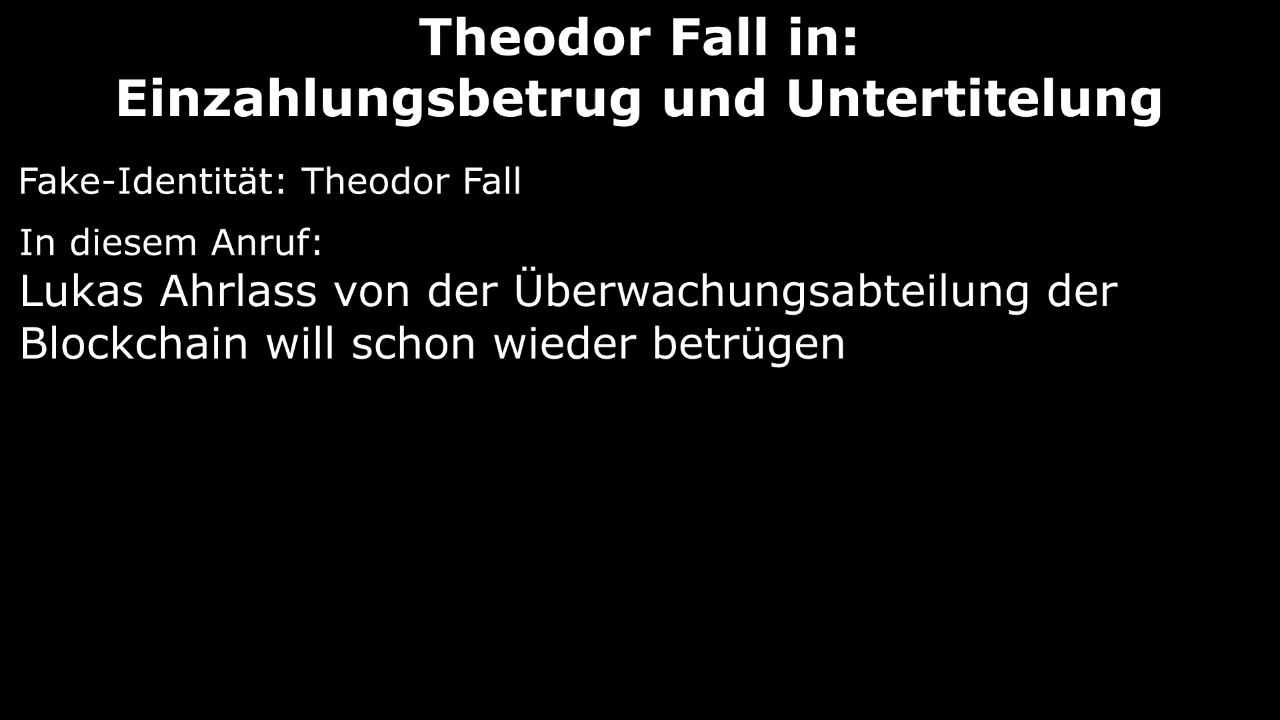 Theodor Fall in:
Einzahlungsbetrug und Untertitelung
Fake-Identität: Theodor Fall
In diesem Anruf:
Lukas Ahrlass von der Überwachungsabteilung der
Blockchain will schon wieder betrügen